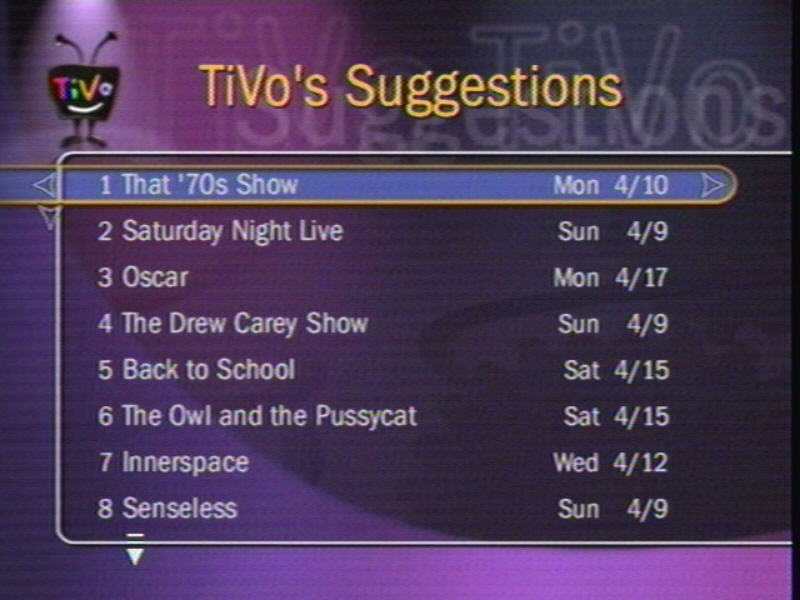 TiVo
TiVo's Suggestions
1 That '70s Show Mon 4/10
2 Saturday Night Live Sun 4/9
3 Oscar Mon 4/17
4 The Drew Carey Show Sun 4/9
5 Back to School Sat 4/15
6 The Owl and the Pussycat Sat 4/15
7 Innerspace Wed 4/12
8 Senseless Sun 4/9